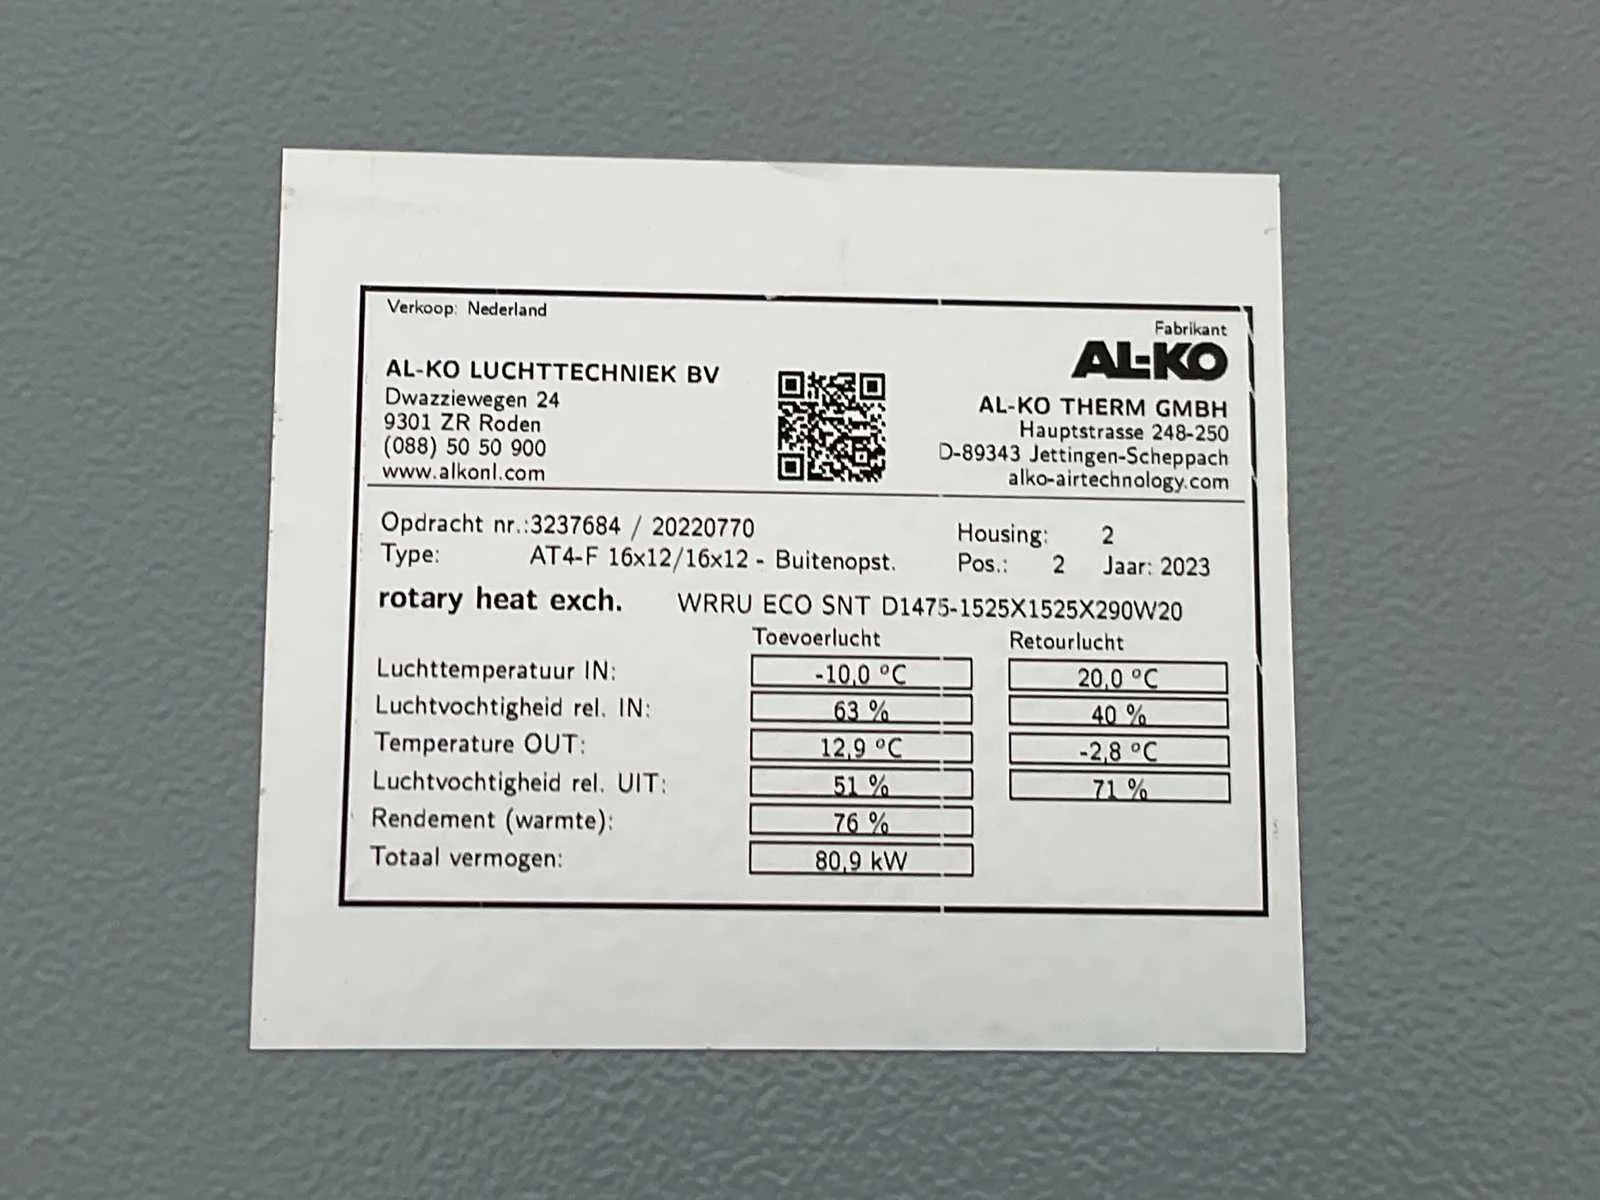 Verkoop: Nederland
Fabrikant
AL-KO
AL-KO LUCHTTECHNIEK BV
Dwazziewegen 24
9301 ZR Roden
(088) 50 50 900
www.alkonl.com
AL-KO THERM GMBH
Hauptstrasse 248-250
D-89343 Jettingen-Scheppach
alko-airtechnology.com
Opdracht nr.:3237684 / 20220770 Housing: 2
Type: AT4-F 16x12/16x12 - Buitenopst. Pos.: 2 Jaar: 2023
rotary heat exch. WRRU ECO SNT D1475-1525X1525X290W20
Toevoerlucht Retourlucht
Luchttemperatuur IN: -10,0 °C 20,0 °C
Luchtvochtigheid rel. IN: 63 % 40 %
Temperature OUT: 12,9 °C -2,8 °C
Luchtvochtigheid rel. UIT: 51 % 71 %
Rendement (warmte): 76 %
Totaal vermogen: 80,9 kW